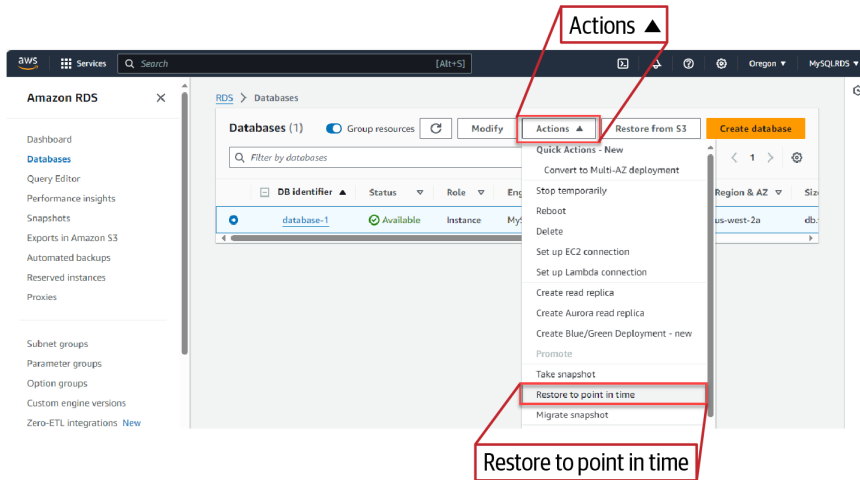 Actions ▲
aws Services Search [Alt+S] Oregon ▼ MySQLRDS ▼
Amazon RDS
Dashboard
Databases
Query Editor
Performance insights
Snapshots
Exports in Amazon S3
Automated backups
Reserved instances
Proxies
Subnet groups
Parameter groups
Option groups
Custom engine versions
Zero-ETL integrations New
RDS > Databases
Databases (1) Group resources Modify Actions ▲ Restore from S3 Create database
Filter by databases < 1 >
DB identifier ▲ Status Role Eng Region & AZ Siz
database-1 Available Instance MyS us-west-2a db.
Quick Actions - New
Convert to Multi-AZ deployment
Stop temporarily
Reboot
Delete
Set up EC2 connection
Set up Lambda connection
Create read replica
Create Aurora read replica
Create Blue/Green Deployment - new
Promote
Take snapshot
Restore to point in time
Migrate snapshot
Restore to point in time